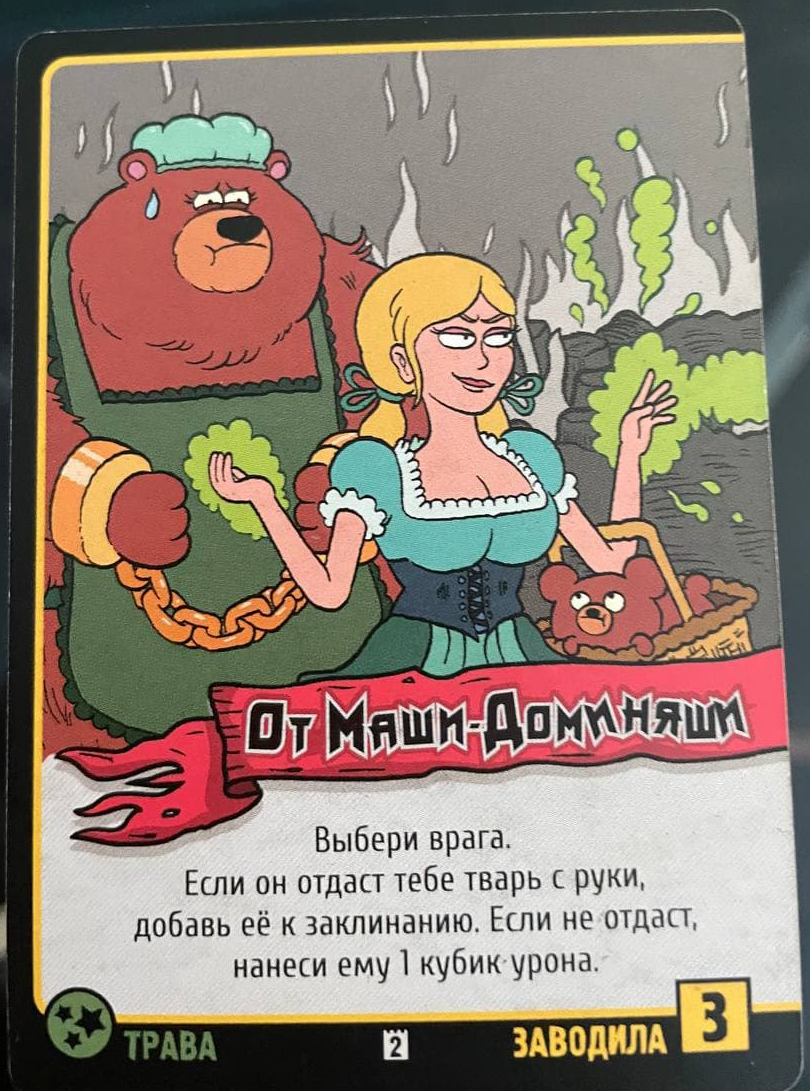 От Маши-Доминяши
Выбери врага.
Если он отдаст тебе тварь с руки,
добавь её к заклинанию. Если не отдаст,
нанеси ему 1 кубик урона.
ТРАВА
2
ЗАВОДИЛА
3